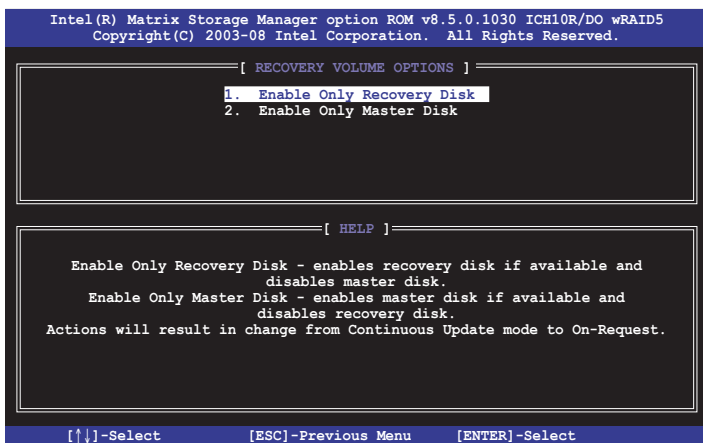 Intel(R) Matrix Storage Manager option ROM v8.5.0.1030 ICH10R/DO wRAID5
Copyright(C) 2003-08 Intel Corporation. All Rights Reserved.
[ RECOVERY VOLUME OPTIONS ]
1. Enable Only Recovery Disk
2. Enable Only Master Disk
[ HELP ]
Enable Only Recovery Disk - enables recovery disk if available and
disables master disk.
Enable Only Master Disk - enables master disk if available and
disables recovery disk.
Actions will result in change from Continuous Update mode to On-Request.
[↑↓]-Select [ESC]-Previous Menu [ENTER]-Select